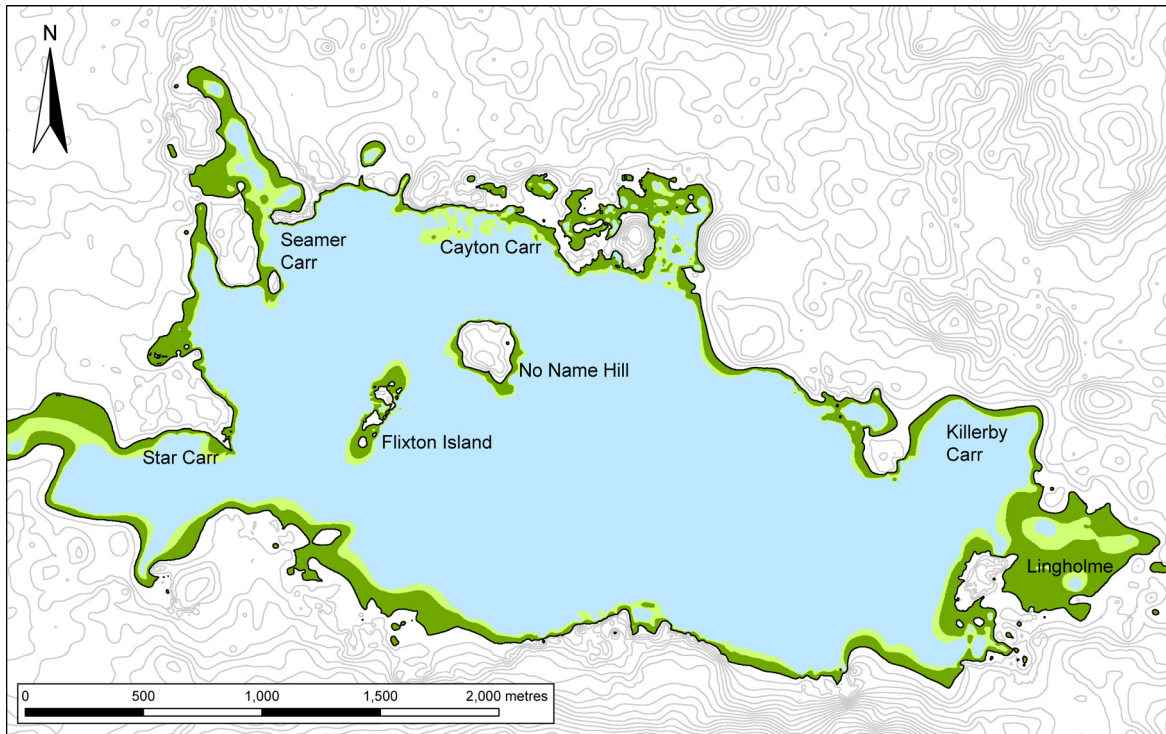 N
Seamer
Carr
Cayton Carr
No Name Hill
Flixton Island
Star Carr
Killerby
Carr
Lingholme
0 500 1,000 1,500 2,000 metres